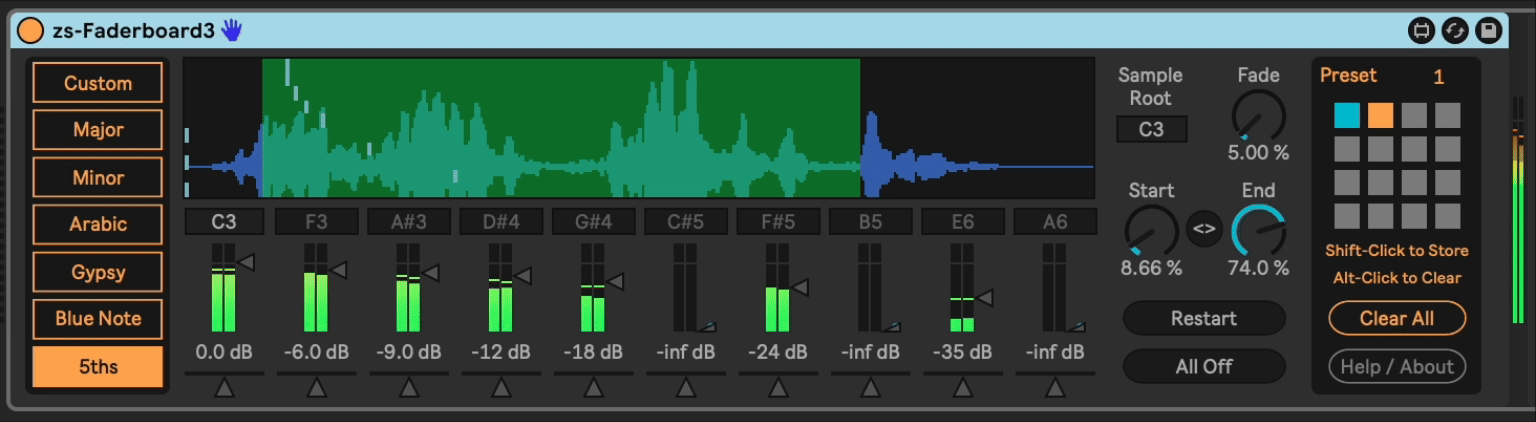 zs-Faderboard3
Custom
Major
Minor
Arabic
Gypsy
Blue Note
5ths
C3 F3 A#3 D#4 G#4 C#5 F#5 B5 E6 A6
0.0 dB -6.0 dB -9.0 dB -12 dB -18 dB -inf dB -24 dB -inf dB -35 dB -inf dB
Sample
Root
C3
Fade
5.00 %
Start
8.66 %
<>
End
74.0 %
Restart
All Off
Preset 1
Shift-Click to Store
Alt-Click to Clear
Clear All
Help / About